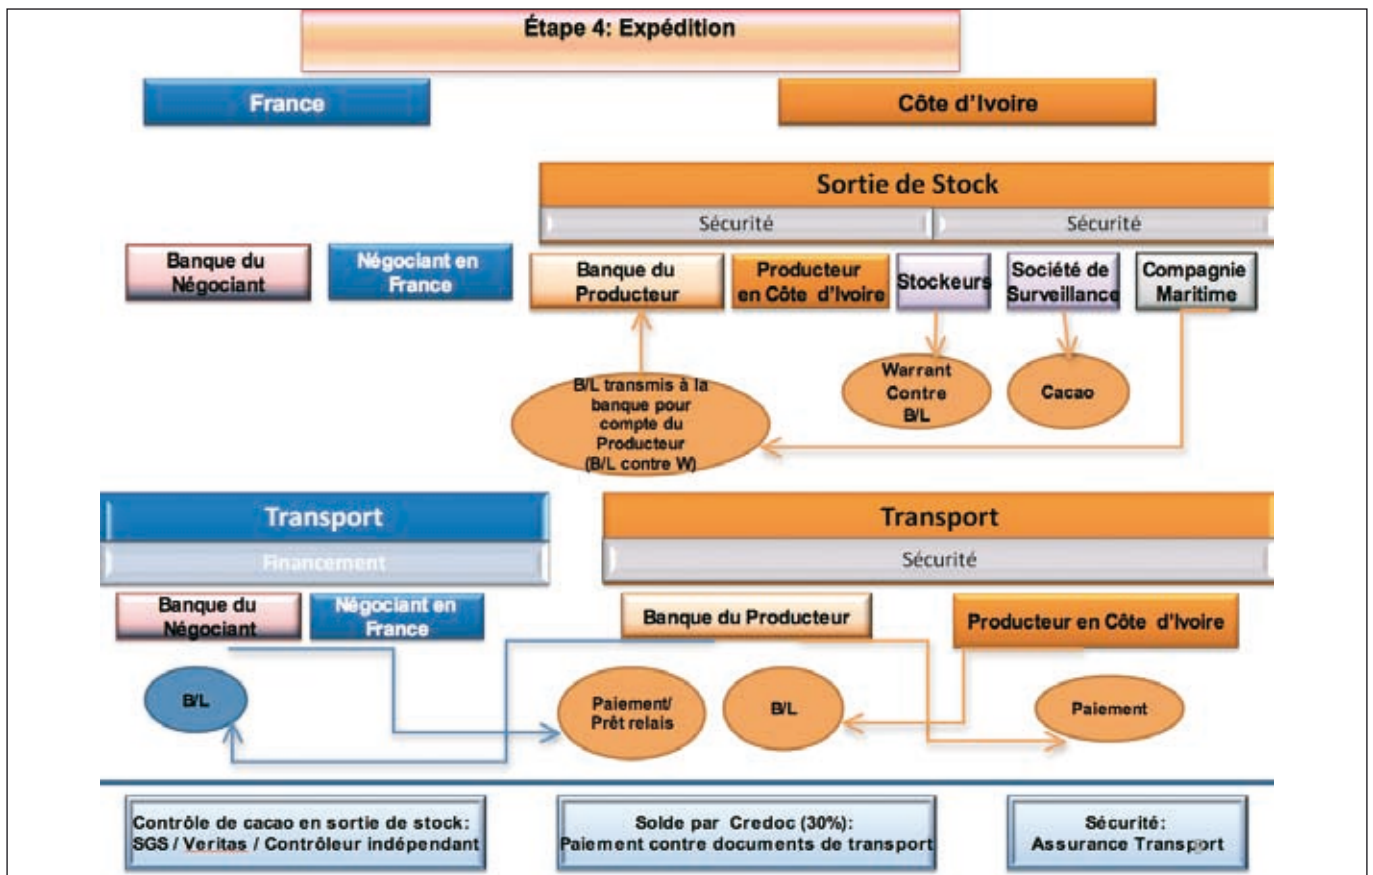 Étape 4: Expédition
France
Côte d'Ivoire
Sortie de Stock
Sécurité
Sécurité
Banque du
Négociant
Négociant en
France
Banque du
Producteur
Producteur
en Côte d'Ivoire
Stockeurs
Société de
Surveillance
Compagnie
Maritime
B/L transmis à la
banque pour
compte du
Producteur
(B/L contre W)
Warrant
Contre
B/L
Cacao
Transport
Financement
Transport
Sécurité
Banque du
Négociant
Négociant en
France
Banque du Producteur
Producteur en Côte d'Ivoire
B/L
Paiement/
Prêt relais
B/L
Paiement
Contrôle de cacao en sortie de stock:
SGS / Veritas / Contrôleur indépendant
Solde par Credoc (30%):
Paiement contre documents de transport
Sécurité:
Assurance Transport